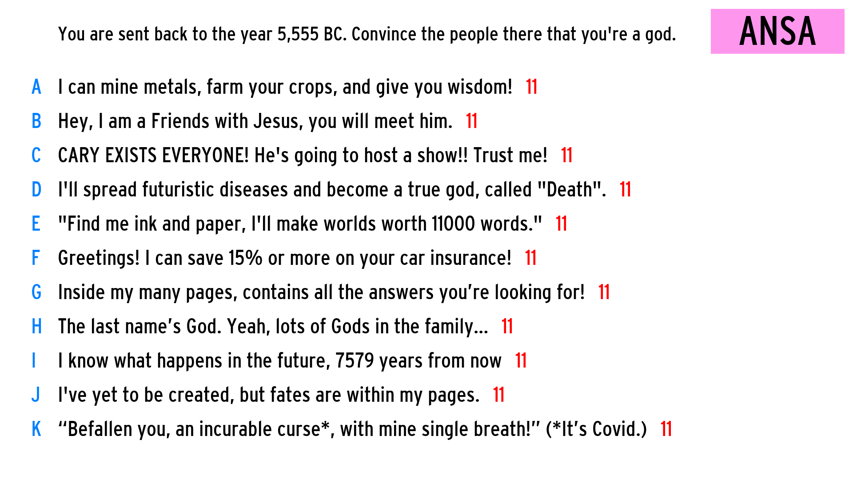 You are sent back to the year 5,555 BC. Convince the people there that you're a god.
ANSA
A I can mine metals, farm your crops, and give you wisdom! 11
B Hey, I am a Friends with Jesus, you will meet him. 11
C CARY EXISTS EVERYONE! He's going to host a show!! Trust me! 11
D I'll spread futuristic diseases and become a true god, called "Death". 11
E "Find me ink and paper, I'll make worlds worth 11000 words." 11
F Greetings! I can save 15% or more on your car insurance! 11
G Inside my many pages, contains all the answers you’re looking for! 11
H The last name’s God. Yeah, lots of Gods in the family... 11
I I know what happens in the future, 7579 years from now 11
J I've yet to be created, but fates are within my pages. 11
K “Befallen you, an incurable curse*, with mine single breath!” (*It’s Covid.) 11